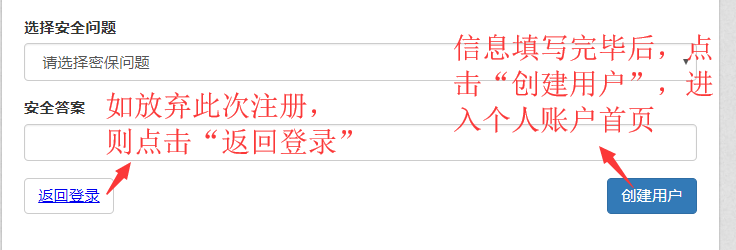 选择安全问题
请选择密保问题
信息填写完毕后，点
击“创建用户”，进
入个人账户首页
安全答案
如放弃此次注册，
则点击“返回登录”
返回登录
创建用户